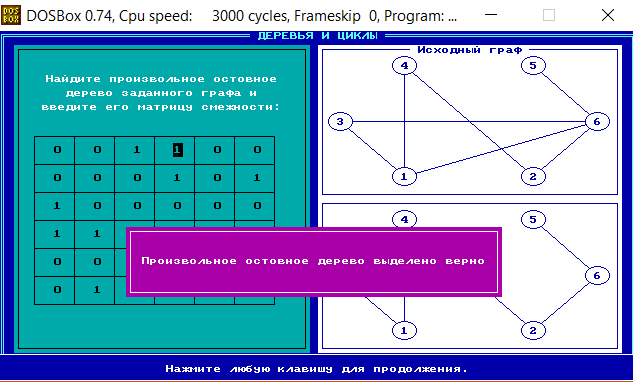 DOSBox 0.74, Cpu speed: 3000 cycles, Frameskip 0, Program: ...
ДЕРЕВЬЯ И ЦИКЛЫ
Найдите произвольное остовное
дерево заданного графа и
введите его матрицу смежности:
0 0 1 1 0 0
0 0 0 1 0 1
1 0 0 0 0 0
1 1
0 0
0 1
Исходный граф
4 5
3 6
1 2
4 5
6
1 2
Произвольное остовное дерево выделено верно
Нажмите любую клавишу для продолжения.